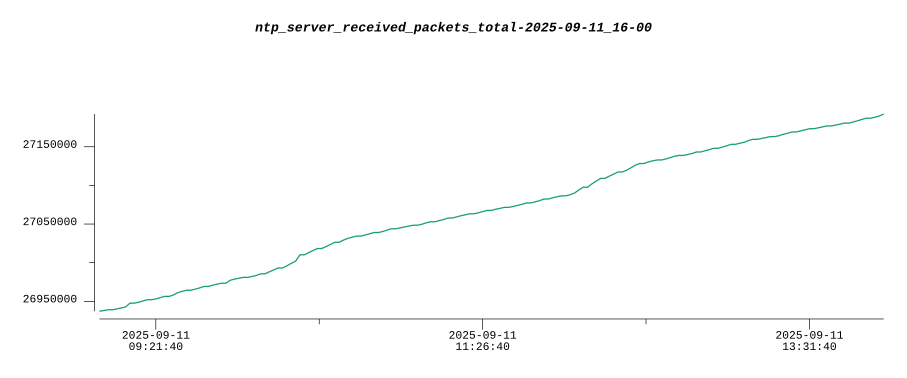 ntp_server_received_packets_total-2025-09-11_16-00
27150000
27050000
26950000
2025-09-11 2025-09-11 2025-09-11
09:21:40 11:26:40 13:31:40